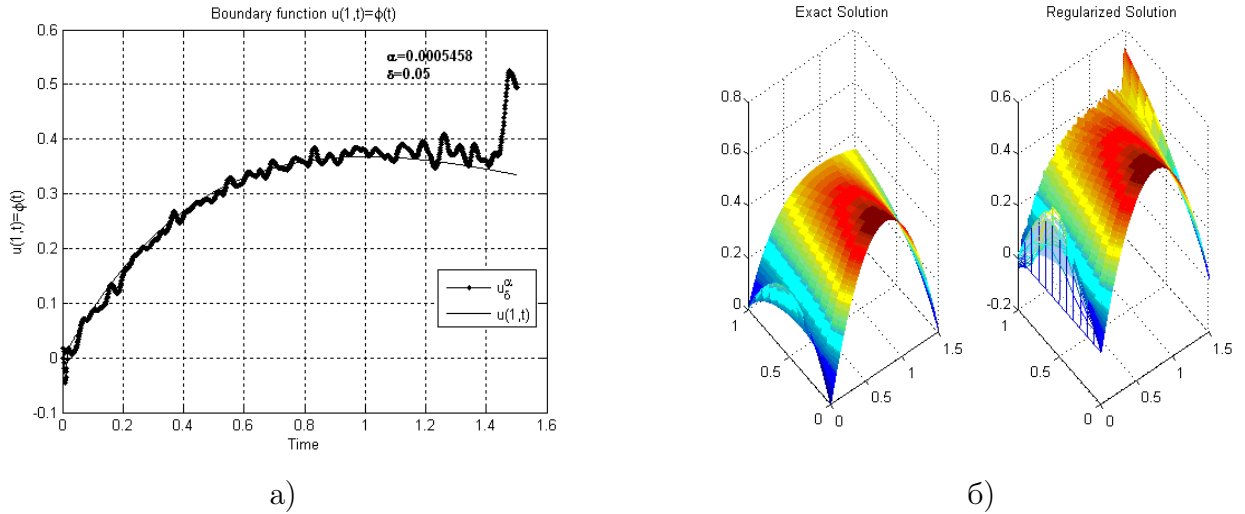 Boundary function u(1,t)=ϕ(t)
0.6
0.5
0.4
0.3
0.2
0.1
0
-0.1
u(1,t)=ϕ(t)
α=0.0005458
δ=0.05
u_δ^α
u(1,t)
0 0.2 0.4 0.6 0.8 1 1.2 1.4 1.6
Time
а)
Exact Solution
0.8
0.6
0.4
0.2
0
1
0.5
0
0
0.5
1
1.5
Regularized Solution
0.6
0.4
0.2
0
-0.2
1
0.5
0
0
0.5
1
1.5
б)